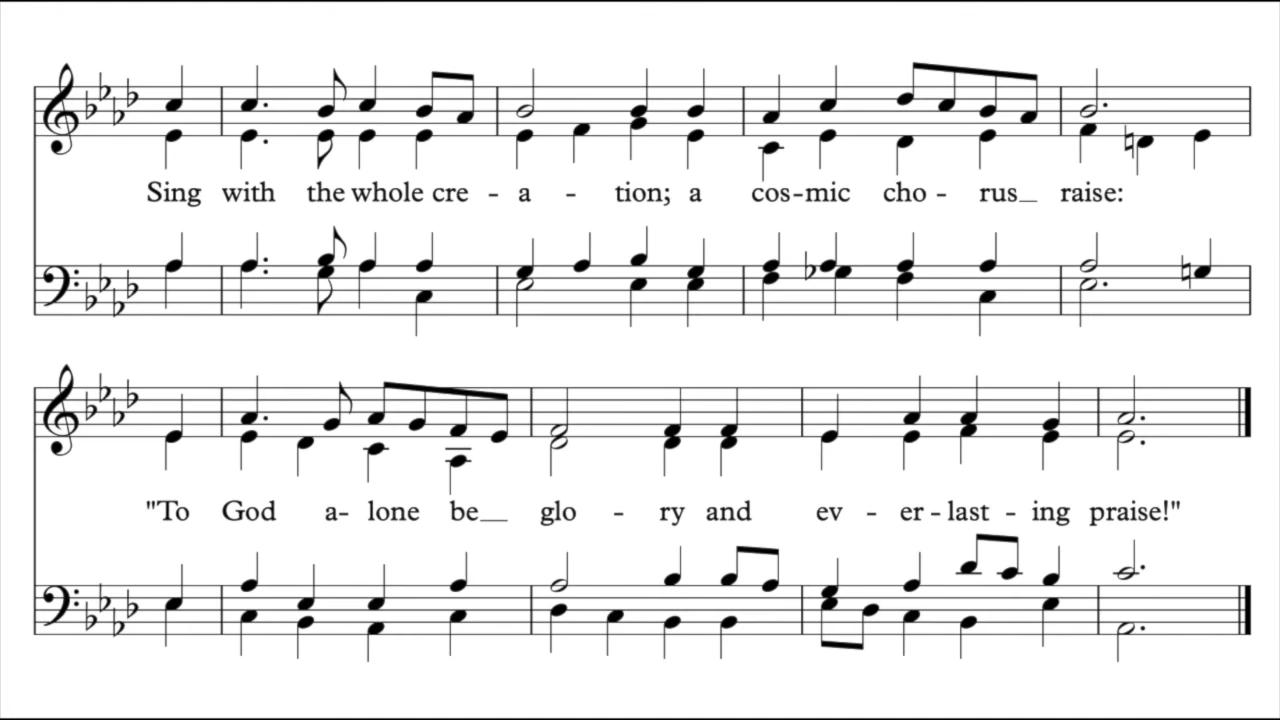 Sing with the whole cre - a - tion; a cos-mic cho - rus_ raise:
"To God a- lone be_ glo - ry and ev - er - last - ing praise!"